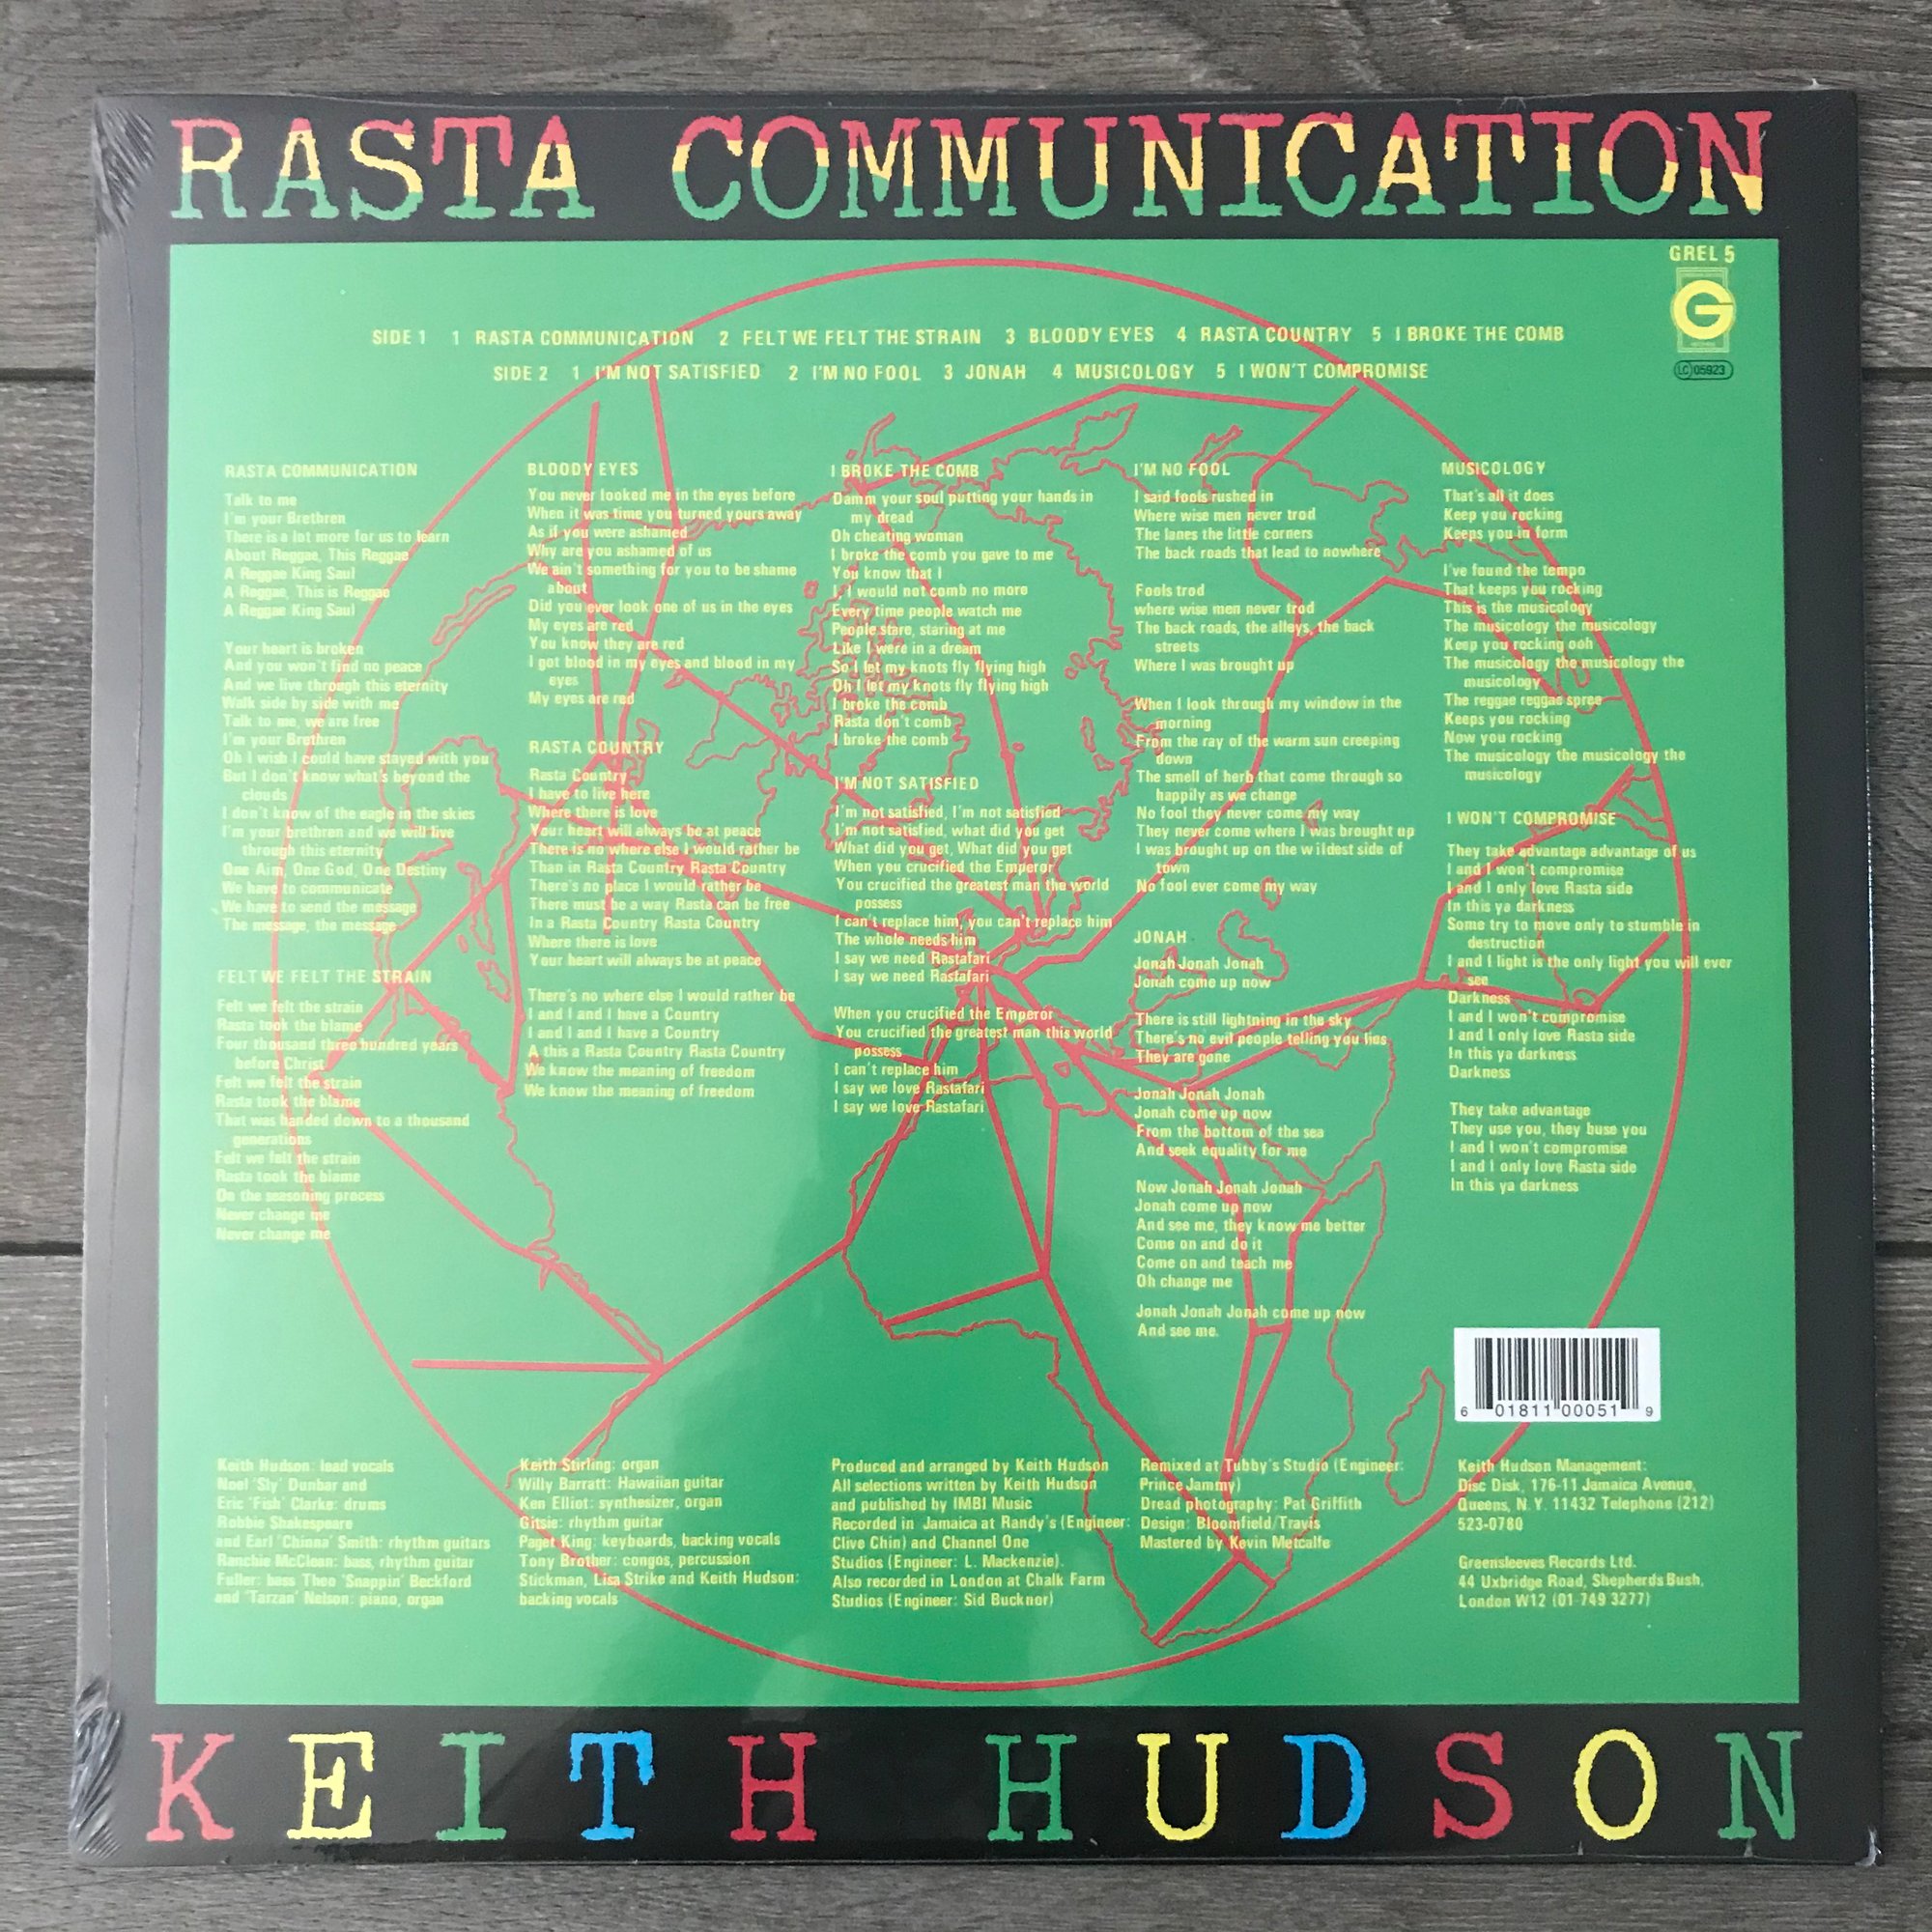 RASTA COMMUNICATION
GREL 5
G
LC 05923
SIDE 1 1 RASTA COMMUNICATION 2 FELT WE FELT THE STRAIN 3 BLOODY EYES 4 RASTA COUNTRY 5 I BROKE THE COMB
SIDE 2 1 I'M NOT SATISFIED 2 I'M NO FOOL 3 JONAH 4 MUSICOLOGY 5 I WON'T COMPROMISE
RASTA COMMUNICATION
Talk to me
I'm your Brethren
There is a lot more for us to learn
About Reggae, This Reggae
A Reggae King Saul
A Reggae, This is Reggae
A Reggae King Saul
Your heart is broken
And you won't find no peace
And we live through this eternity
Walk side by side with me
Talk to me, we are free
I'm your Brethren
Oh I wish I could have stayed with you
But I don't know what's beyond the
clouds
I don't know of the eagle in the skies
I'm your brethren and we will live
through this eternity
One Aim, One God, One Destiny
We have to communicate
We have to send the message
The message, the message
FELT WE FELT THE STRAIN
Felt we felt the strain
Rasta took the blame
Four thousand three hundred years
before Christ
Felt we felt the strain
Rasta took the blame
That was handed down to a thousand
generations
Felt we felt the strain
Rasta took the blame
On the seasoning process
Never change me
Never change me
BLOODY EYES
You never looked me in the eyes before
When it was time you turned yours away
As if you were ashamed
Why are you ashamed of us
We ain't something for you to be shame
about
Did you ever look one of us in the eyes
My eyes are red
You know they are red
I got blood in my eyes and blood in my
eyes
My eyes are red
RASTA COUNTRY
Rasta Country
I have to live here
Where there is love
Your heart will always be at peace
There is no where else I would rather be
Than in Rasta Country Rasta Country
There's no place I would rather be
There must be a way Rasta can be free
In a Rasta Country Rasta Country
Where there is love
Your heart will always be at peace
There's no where else I would rather be
I and I and I have a Country
I and I and I have a Country
A this a Rasta Country Rasta Country
We know the meaning of freedom
We know the meaning of freedom
I BROKE THE COMB
Damm your soul putting your hands in
my dread
Oh cheating woman
I broke the comb you gave to me
You know that I
I, I would not comb no more
Every time people watch me
People stare, staring at me
Like I were in a dream
So I let my knots fly flying high
Oh I let my knots fly flying high
I broke the comb
Rasta don't comb
I broke the comb
I'M NOT SATISFIED
I'm not satisfied, I'm not satisfied
I'm not satisfied, what did you get
What did you get, What did you get
When you crucified the Emperor
You crucified the greatest man the world
possess
I can't replace him, you can't replace him
The whole needs him
I say we need Rastafari
I say we need Rastafari
When you crucified the Emperor
You crucified the greatest man this world
possess
I can't replace him
I say we love Rastafari
I say we love Rastafari
I'M NO FOOL
I said fools rushed in
Where wise men never trod
The lanes the little corners
The back roads that lead to nowhere
Fools trod
where wise men never trod
The back roads, the alleys, the back
streets
Where I was brought up
When I look through my window in the
morning
From the ray of the warm sun creeping
down
The smell of herb that come through so
happily as we change
No fool they never come my way
They never come where I was brought up
I was brought up on the wildest side of
town
No fool ever come my way
JONAH
Jonah Jonah Jonah
Jonah come up now
There is still lightning in the sky
There's no evil people telling you lies
They are gone
Jonah Jonah Jonah
Jonah come up now
From the bottom of the sea
And seek equality for me
Now Jonah Jonah Jonah
Jonah come up now
And see me, they know me better
Come on and do it
Come on and teach me
Oh change me
Jonah Jonah Jonah come up now
And see me.
MUSICOLOGY
That's all it does
Keep you rocking
Keeps you in form
I've found the tempo
That keeps you rocking
This is the musicology
The musicology the musicology
Keep you rocking ooh
The musicology the musicology the
musicology
The reggae reggae spree
Keeps you rocking
Now you rocking
The musicology the musicology the
musicology
I WON'T COMPROMISE
They take advantage advantage of us
I and I won't compromise
I and I only love Rasta side
In this ya darkness
Some try to move only to stumble in
destruction
I and I light is the only light you will ever
see
Darkness
I and I won't compromise
I and I only love Rasta side
In this ya darkness
Darkness
They take advantage
They use you, they buse you
I and I won't compromise
I and I only love Rasta side
In this ya darkness
6 01811 00051 9
Keith Hudson: lead vocals
Noel 'Sly' Dunbar and
Eric 'Fish' Clarke: drums
Robbie Shakespeare
and Earl 'Chinna' Smith: rhythm guitars
Ranchie McClean: bass, rhythm guitar
Fuller: bass Theo 'Snappin' Beckford
and 'Tarzan' Nelson: piano, organ
Keith Stirling: organ
Willy Barratt: Hawaiian guitar
Ken Elliot: synthesizer, organ
Gitsie: rhythm guitar
Paget King: keyboards, backing vocals
Tony Brother: congos, percussion
Stickman, Lisa Strike and Keith Hudson:
backing vocals
Produced and arranged by Keith Hudson
All selections written by Keith Hudson
and published by IMBI Music
Recorded in Jamaica at Randy's (Engineer:
Clive Chin) and Channel One
Studios (Engineer: L. Mackenzie).
Also recorded in London at Chalk Farm
Studios (Engineer: Sid Bucknor)
Remixed at Tubby's Studio (Engineer:
Prince Jammy)
Dread photography: Pat Griffith
Design: Bloomfield/Travis
Mastered by Kevin Metcalfe
Keith Hudson Management:
Disc Disk, 176-11 Jamaica Avenue,
Queens, N.Y. 11432 Telephone (212)
523-0780
Greensleeves Records Ltd.
44 Uxbridge Road, Shepherds Bush,
London W12 (01-749 3277)
KEITH HUDSON